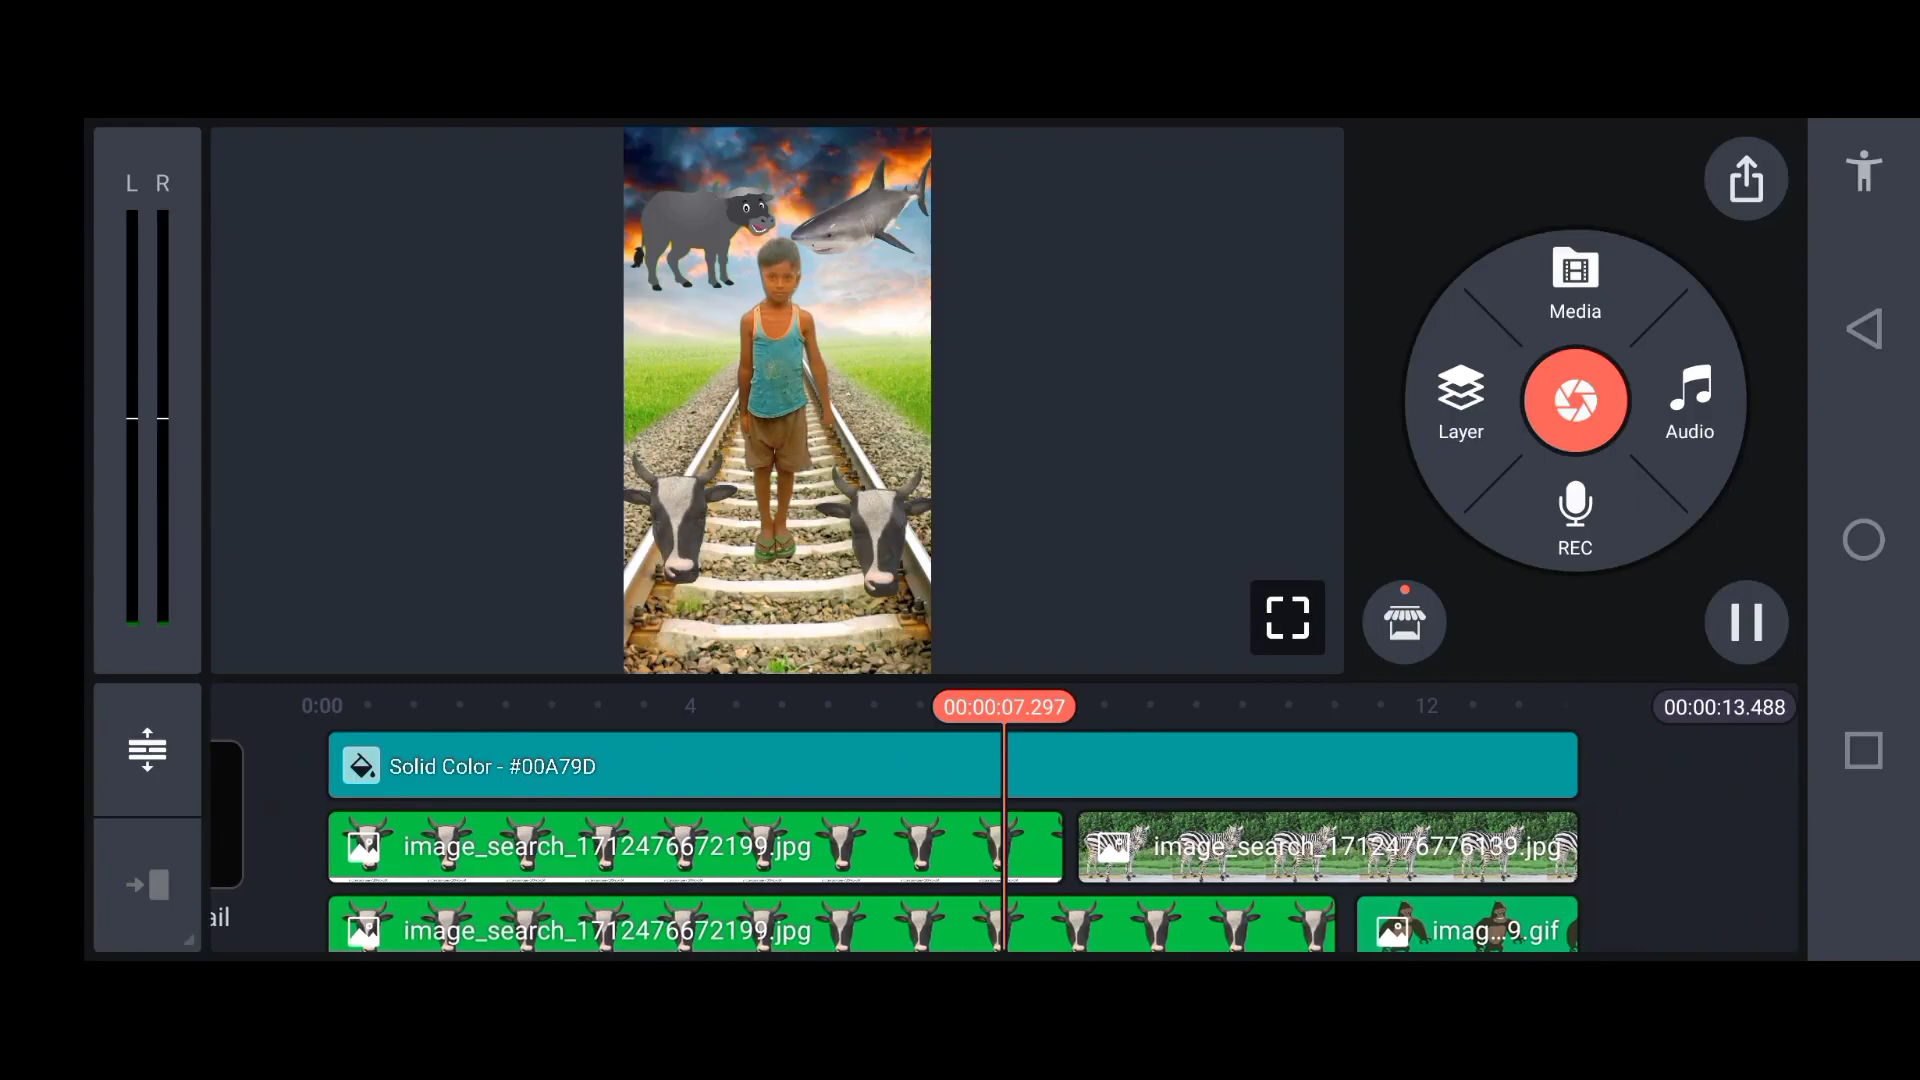 L R
Media
Layer
Audio
REC
0:00
4
00:00:07.297
12
00:00:13.488
Solid Color - #00A79D
image_search_1712476672199.jpg
image_search_1712476776139.jpg
ail
image_search_1712476672199.jpg
imag...9.gif